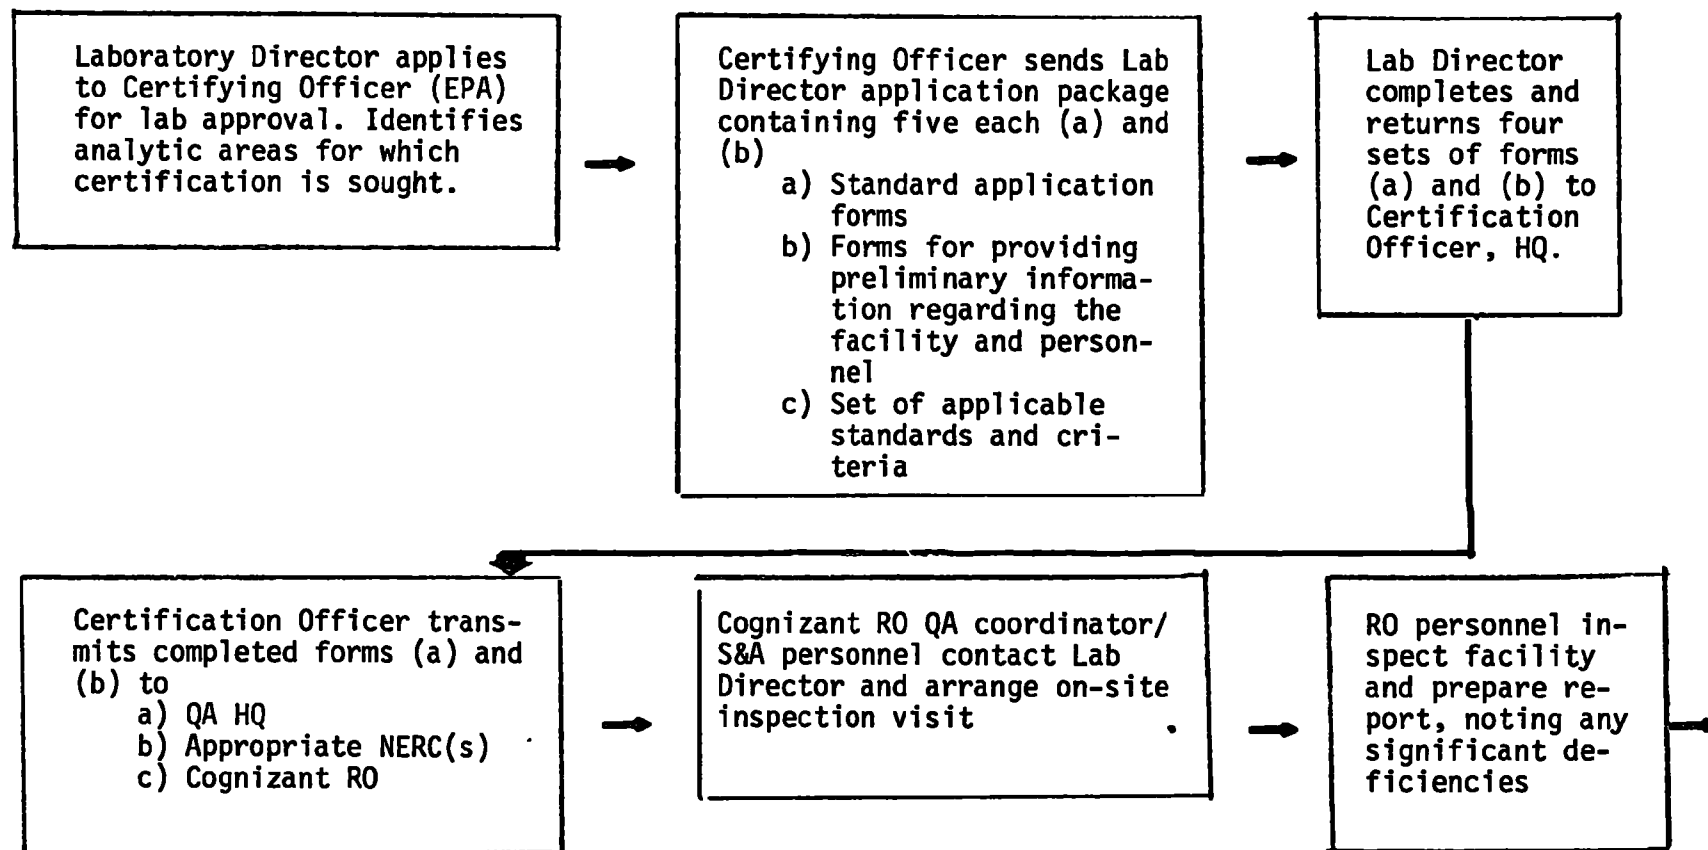 Laboratory Director applies
to Certifying Officer (EPA)
for lab approval. Identifies
analytic areas for which
certification is sought.
Certifying Officer sends Lab
Director application package
containing five each (a) and
(b)
a) Standard application
forms
b) Forms for providing
preliminary informa-
tion regarding the
facility and person-
nel
c) Set of applicable
standards and cri-
teria
Lab Director
completes and
returns four
sets of forms
(a) and (b) to
Certification
Officer, HQ.
Certification Officer trans-
mits completed forms (a) and
(b) to
a) QA HQ
b) Appropriate NERC(s)
c) Cognizant RO
Cognizant RO QA coordinator/
S&A personnel contact Lab
Director and arrange on-site
inspection visit
RO personnel in-
spect facility
and prepare re-
port, noting any
significant de-
ficiencies